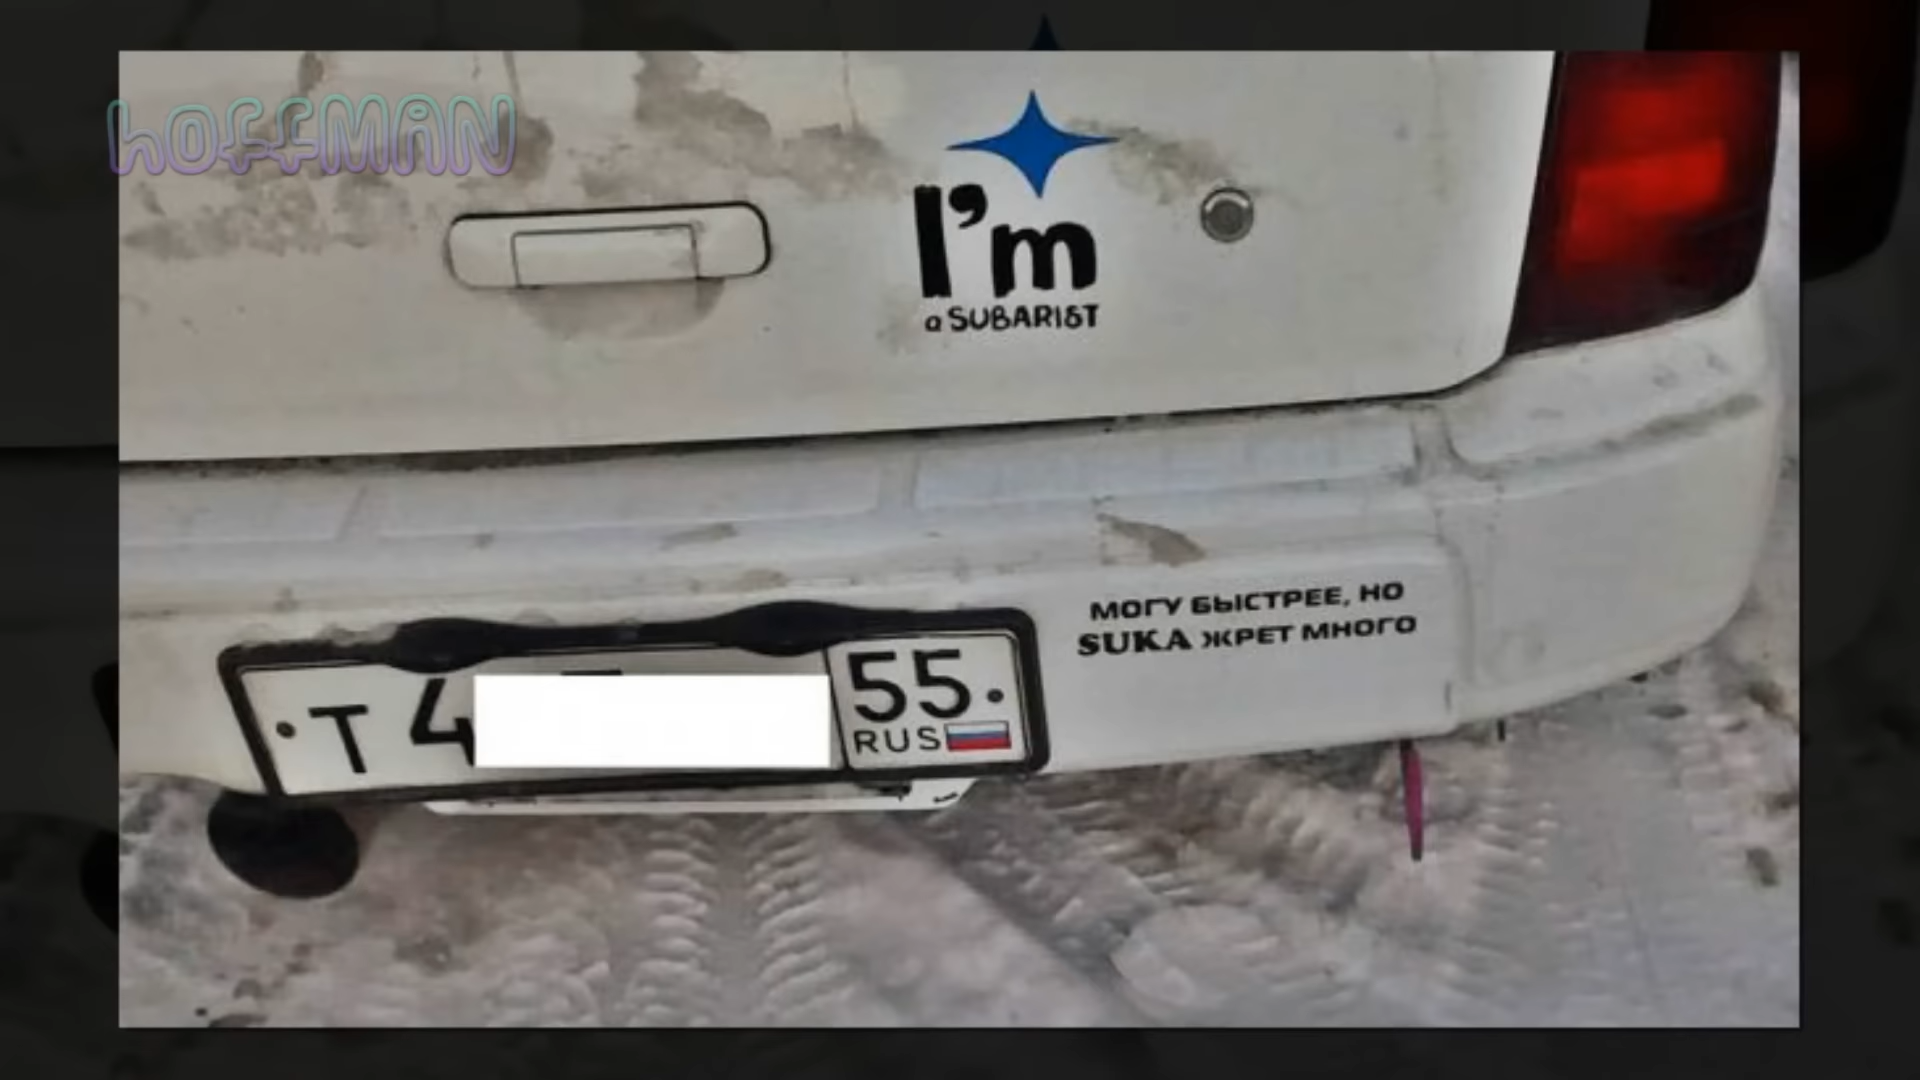 hOffMAN
I'm
a SUBARIST
МОГУ БЫСТРЕЕ, НО
SUKA ЖРЕТ МНОГО
Т 4
55
RUS